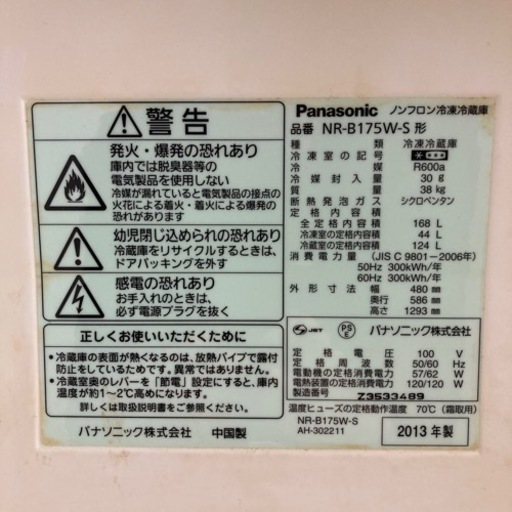 警告
発火・爆発の恐れあり
庫内では脱臭器等の
電気製品を使用しない
冷媒が漏れていると電気製品の接点の
火花による着火・着火による爆発の
恐れがあります
幼児閉じ込められの恐れあり
冷蔵庫をリサイクルするときは、
ドアパッキングを外す
感電の恐れあり
お手入れのときは、
必ず電源プラグを抜く
正しくお使いいただくために
•冷蔵庫の表面が熱くなるのは、放熱パイプで露付
防止をしているためです。異常ではありません。
•冷蔵室奥のレバーを「節電」設定にすると、庫内
温度が約1~2℃高めになります。
詳しくは取扱説明書をご覧ください。
パナソニック株式会社 中国製
Panasonic ノンフロン冷凍冷蔵庫
品番 NR-B175W-S 形
種類 冷凍冷蔵庫
冷凍室の記号
冷媒 R600a
冷媒封入量 30 g
質量 38 kg
断熱発泡ガス シクロペンタン
定格内容積
全定格内容積 168 L
冷凍室の定格内容積 44 L
冷蔵室の定格内容積 124 L
消費電力量 (JIS C 9801-2006年)
50Hz 300kWh/年
60Hz 300kWh/年
外形寸法 幅 480 mm
奥行 586 mm
高さ 1293 mm
JET PSE パナソニック株式会社
定格電圧 100 V
定格周波数 50/60 Hz
電動機の定格消費電力 57/62 W
電熱装置の定格消費電力 120/120 W
製造番号 Z3533489
温度ヒューズの定格動作温度 70℃ (霜取用)
NR-B175W-S
AH-302211
2013 年製